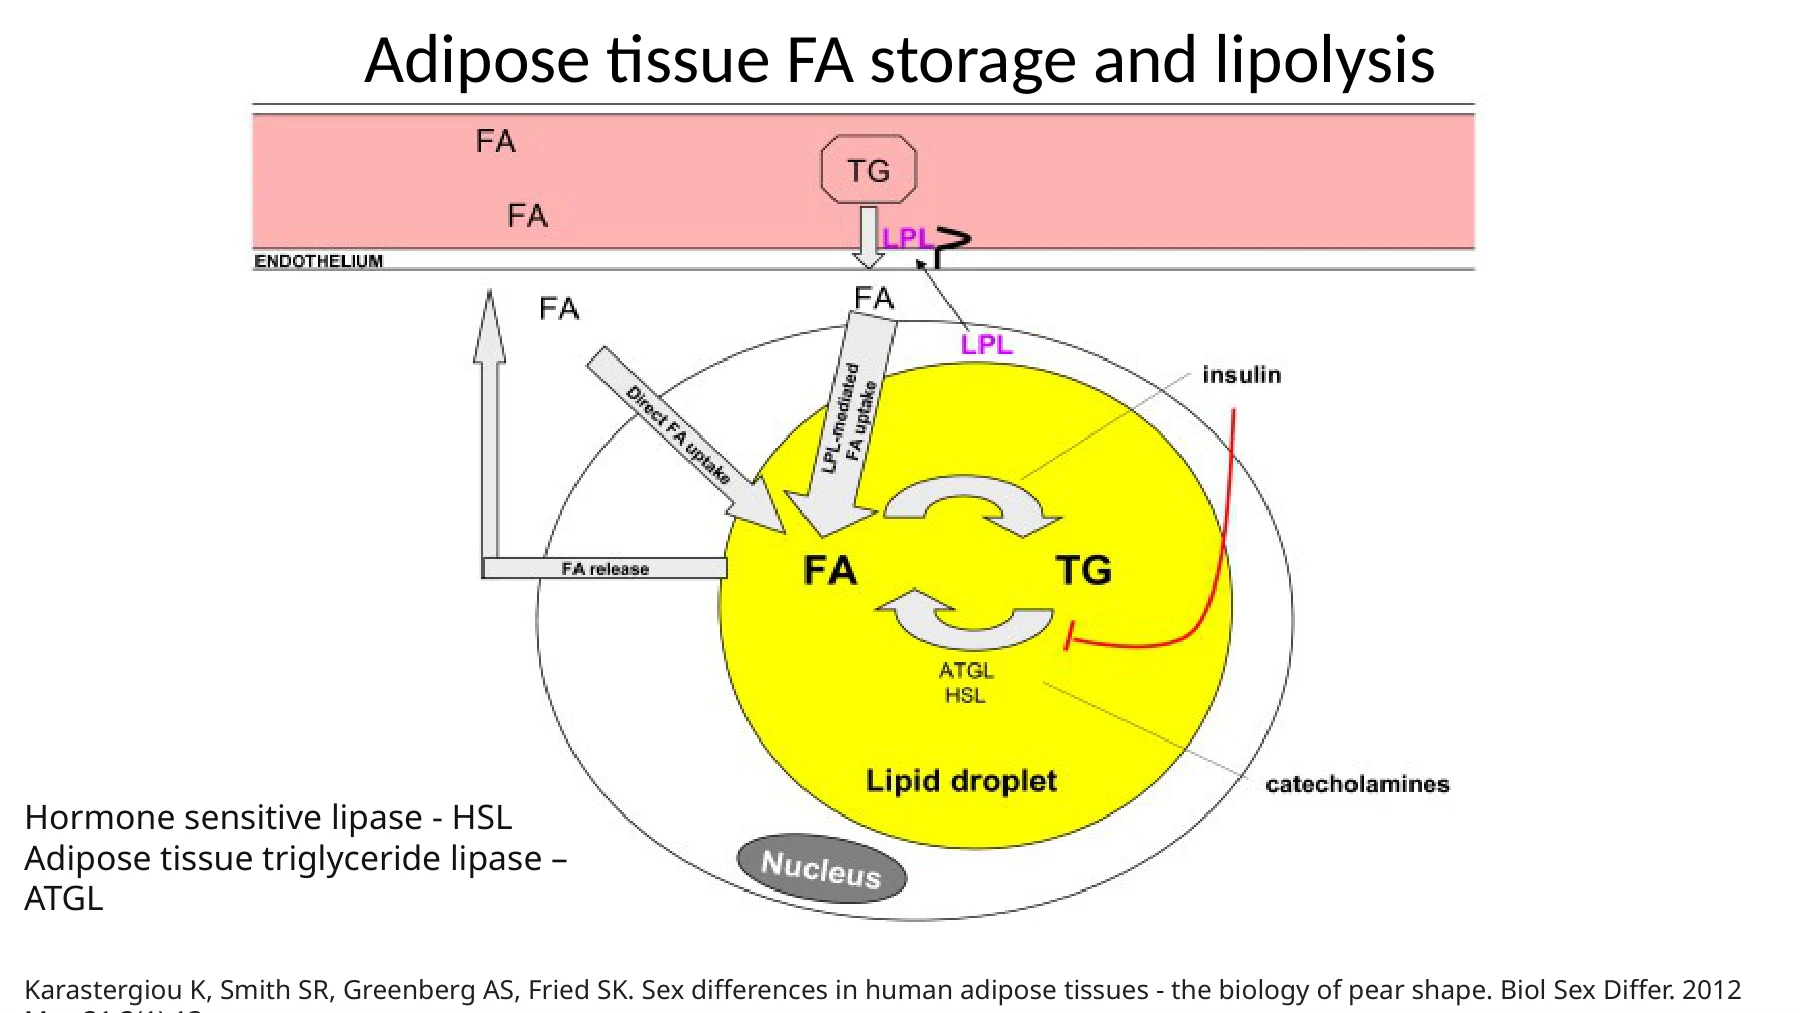 Adipose tissue FA storage and lipolysis
FA
TG
FA
LPL
ENDOTHELIUM
FA
FA
LPL
insulin
Direct FA uptake
LPL-mediated
FA uptake
FA
TG
FA release
ATGL
HSL
Lipid droplet
catecholamines
Nucleus
Hormone sensitive lipase - HSL
Adipose tissue triglyceride lipase –
ATGL
Karastergiou K, Smith SR, Greenberg AS, Fried SK. Sex differences in human adipose tissues - the biology of pear shape. Biol Sex Differ. 2012